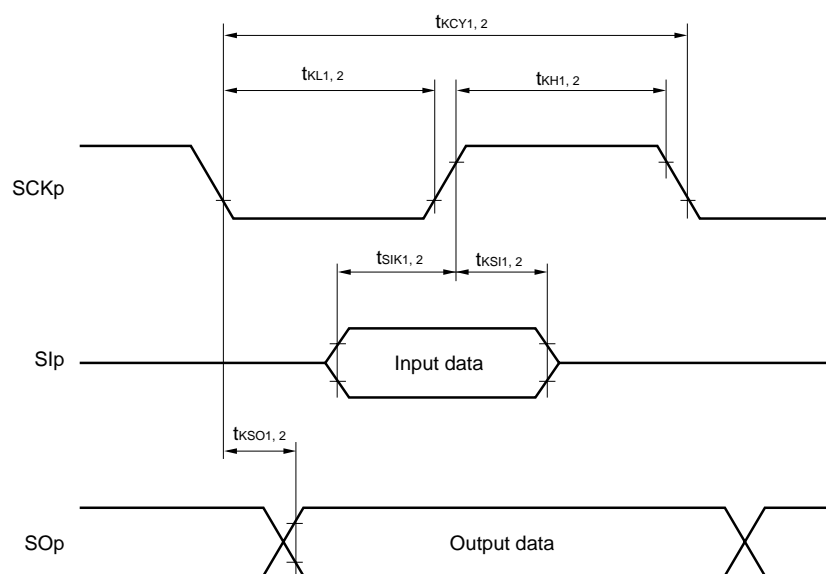 tKCY1, 2
tKL1, 2
tKH1, 2
SCKp
tSIK1, 2
tKSI1, 2
SIp
Input data
tKSO1, 2
SOp
Output data